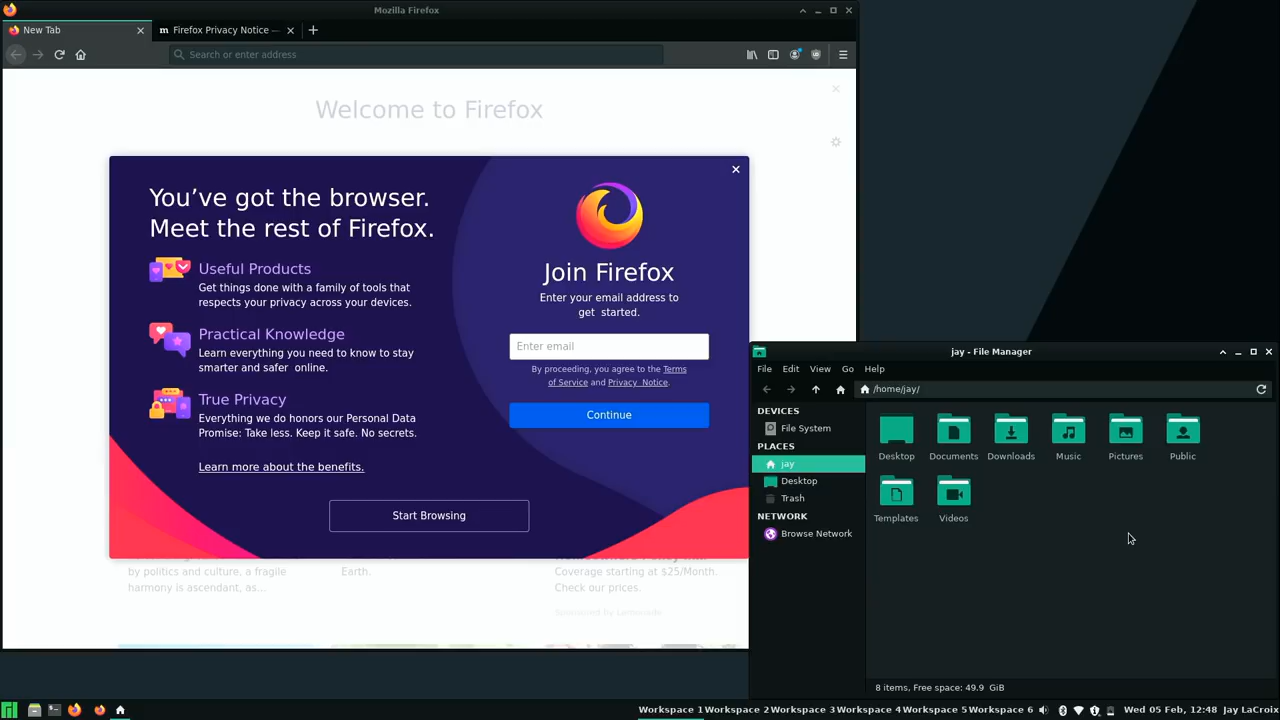 Mozilla Firefox
New Tab
m Firefox Privacy Notice —
Search or enter address
Welcome to Firefox
You’ve got the browser.
Meet the rest of Firefox.
Useful Products
Get things done with a family of tools that
respects your privacy across your devices.
Practical Knowledge
Learn everything you need to know to stay
smarter and safer online.
True Privacy
Everything we do honors our Personal Data
Promise: Take less. Keep it safe. No secrets.
Learn more about the benefits.
Join Firefox
Enter your email address to
get started.
Enter email
By proceeding, you agree to the Terms
of Service and Privacy Notice.
Continue
Start Browsing
by politics and culture, a fragile
harmony is ascendant, as...
Earth.
Coverage starting at $25/Month.
Check our prices.
Sponsored by Lemonade
jay - File Manager
File Edit View Go Help
/home/jay/
DEVICES
File System
PLACES
jay
Desktop
Trash
NETWORK
Browse Network
Desktop Documents Downloads Music Pictures Public
Templates Videos
8 items, Free space: 49.9 GiB
Workspace 1 Workspace 2 Workspace 3 Workspace 4 Workspace 5 Workspace 6 Wed 05 Feb, 12:48 Jay LaCroix